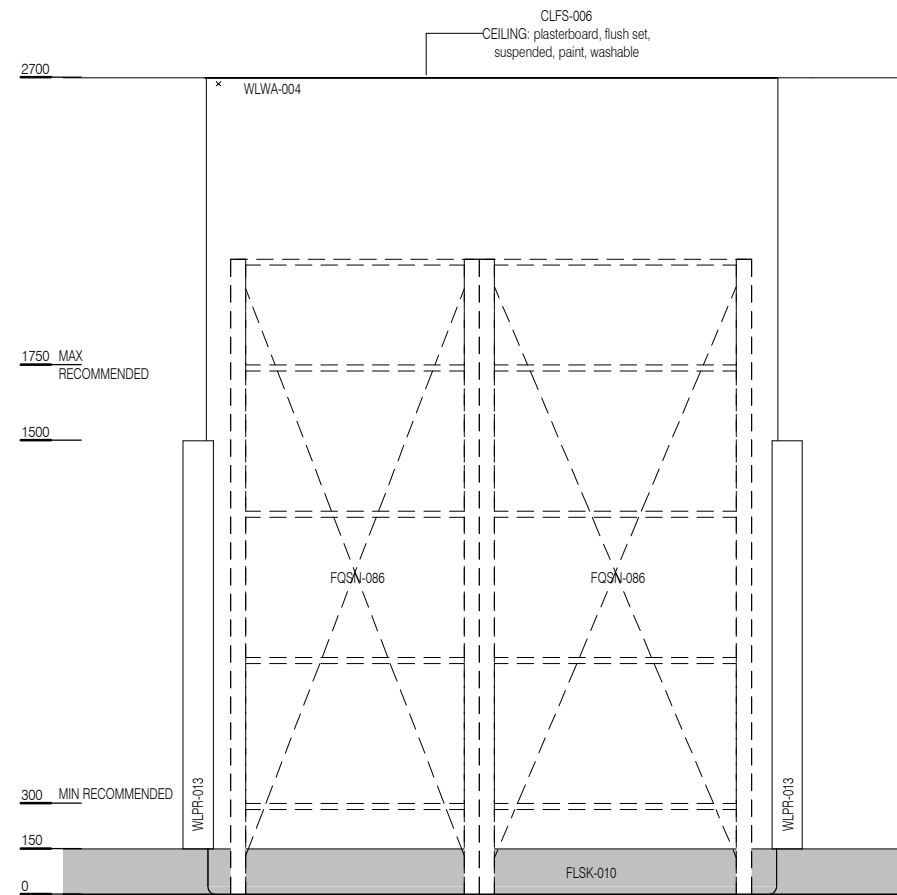 CLFS-006
CEILING: plasterboard, flush set,
suspended, paint, washable
2700
WLWA-004
1750 MAX
RECOMMENDED
1500
FQSN-086
FQSN-086
300 MIN RECOMMENDED
WLPR-013
WLPR-013
150
FLSK-010
0